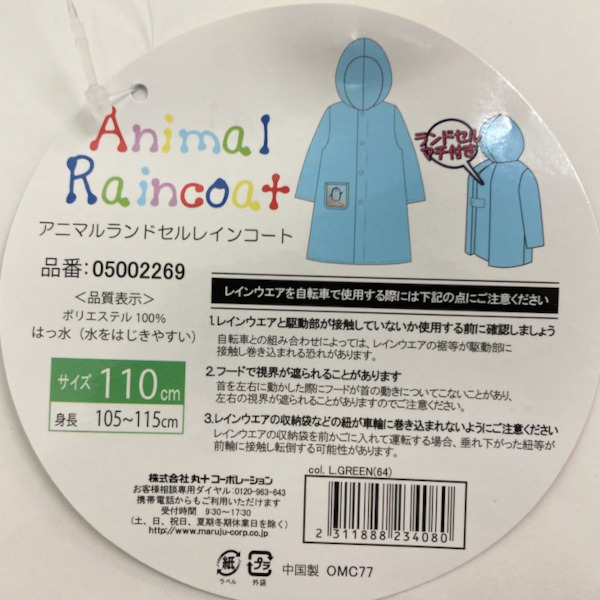 Animal
Raincoat
アニマルランドセルレインコート
ランドセル
マチ付き
品番:05002269
＜品質表示＞
ポリエステル 100%
はっ水（水をはじきやすい）
サイズ 110cm
身長 105～115cm
レインウエアを自転車で使用する際には下記の点にご注意ください
1.レインウエアと駆動部が接触していないか使用する前に確認しましょう
自転車との組み合わせによっては、レインウエアの裾等が駆動部に
接触し巻き込まれる恐れがあります。
2.フードで視界が遮られることがあります
首を左右に動かした際にフードが首の動きについてこないことがあり、
左右の視界が遮られることがありますのでご注意ください。
3.レインウエアの収納袋などの紐が車輪に巻き込まれないようにご注意ください
レインウエアの収納袋を前かごに入れて運転する場合、垂れ下がった紐等が
前輪に接触し転倒する可能性があります。
株式会社 丸十コーポレーション
お客様相談専用ダイヤル:0120-963-643
携帯電話からもご利用いただけます
受付時間 9:30～17:30
（土、日、祝日、夏期冬期休業日を除く）
http://www.maruju-corp.co.jp
col. L.GREEN(64)
2 311888 234080
紙
ラベル
プラ
外袋
中国製 OMC77